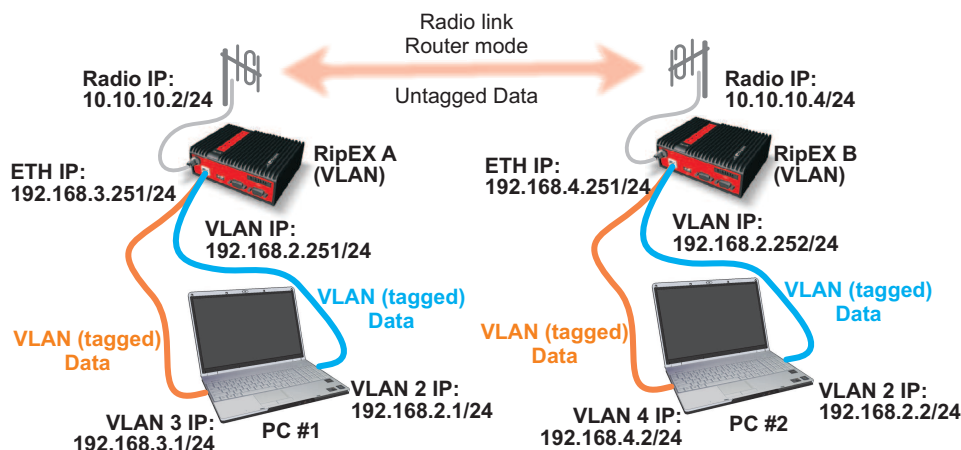 Radio link
Router mode
Untagged Data
Radio IP:
10.10.10.2/24
RipEX A
(VLAN)
ETH IP:
192.168.3.251/24
VLAN IP:
192.168.2.251/24
VLAN (tagged)
Data
VLAN (tagged)
Data
VLAN 3 IP:
192.168.3.1/24
PC #1
VLAN 2 IP:
192.168.2.1/24
Radio IP:
10.10.10.4/24
RipEX B
(VLAN)
ETH IP:
192.168.4.251/24
VLAN IP:
192.168.2.252/24
VLAN (tagged)
Data
VLAN (tagged)
Data
VLAN 4 IP:
192.168.4.2/24
PC #2
VLAN 2 IP:
192.168.2.2/24